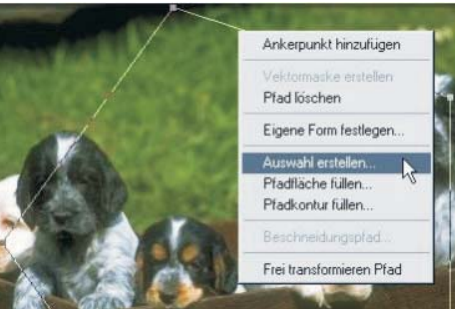 Ankerpunkt hinzufügen
Vektormaske erstellen
Pfad löschen
Eigene Form festlegen...
Auswahl erstellen...
Pfadfläche füllen...
Pfadkontur füllen...
Beschneidungspfad...
Frei transformieren Pfad